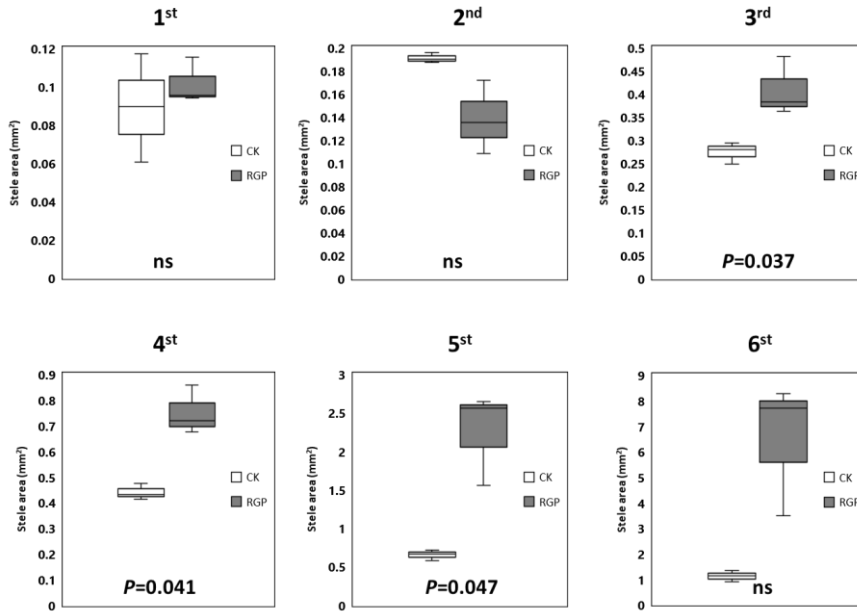 1st
0.12
0.1
0.08
0.06
0.04
0.02
0
Stele area (mm²)
CK
RGP
ns
2nd
0.2
0.18
0.16
0.14
0.12
0.1
0.08
0.06
0.04
0.02
0
Stele area (mm²)
CK
RGP
ns
3rd
0.5
0.45
0.4
0.35
0.3
0.25
0.2
0.15
0.1
0.05
0
Stele area (mm²)
CK
RGP
P=0.037
4st
0.9
0.8
0.7
0.6
0.5
0.4
0.3
0.2
0.1
0
Stele area (mm²)
CK
RGP
P=0.041
5st
3
2.5
2
1.5
1
0.5
0
Stele area (mm²)
CK
RGP
P=0.047
6st
9
8
7
6
5
4
3
2
1
0
Stele area (mm²)
CK
RGP
ns